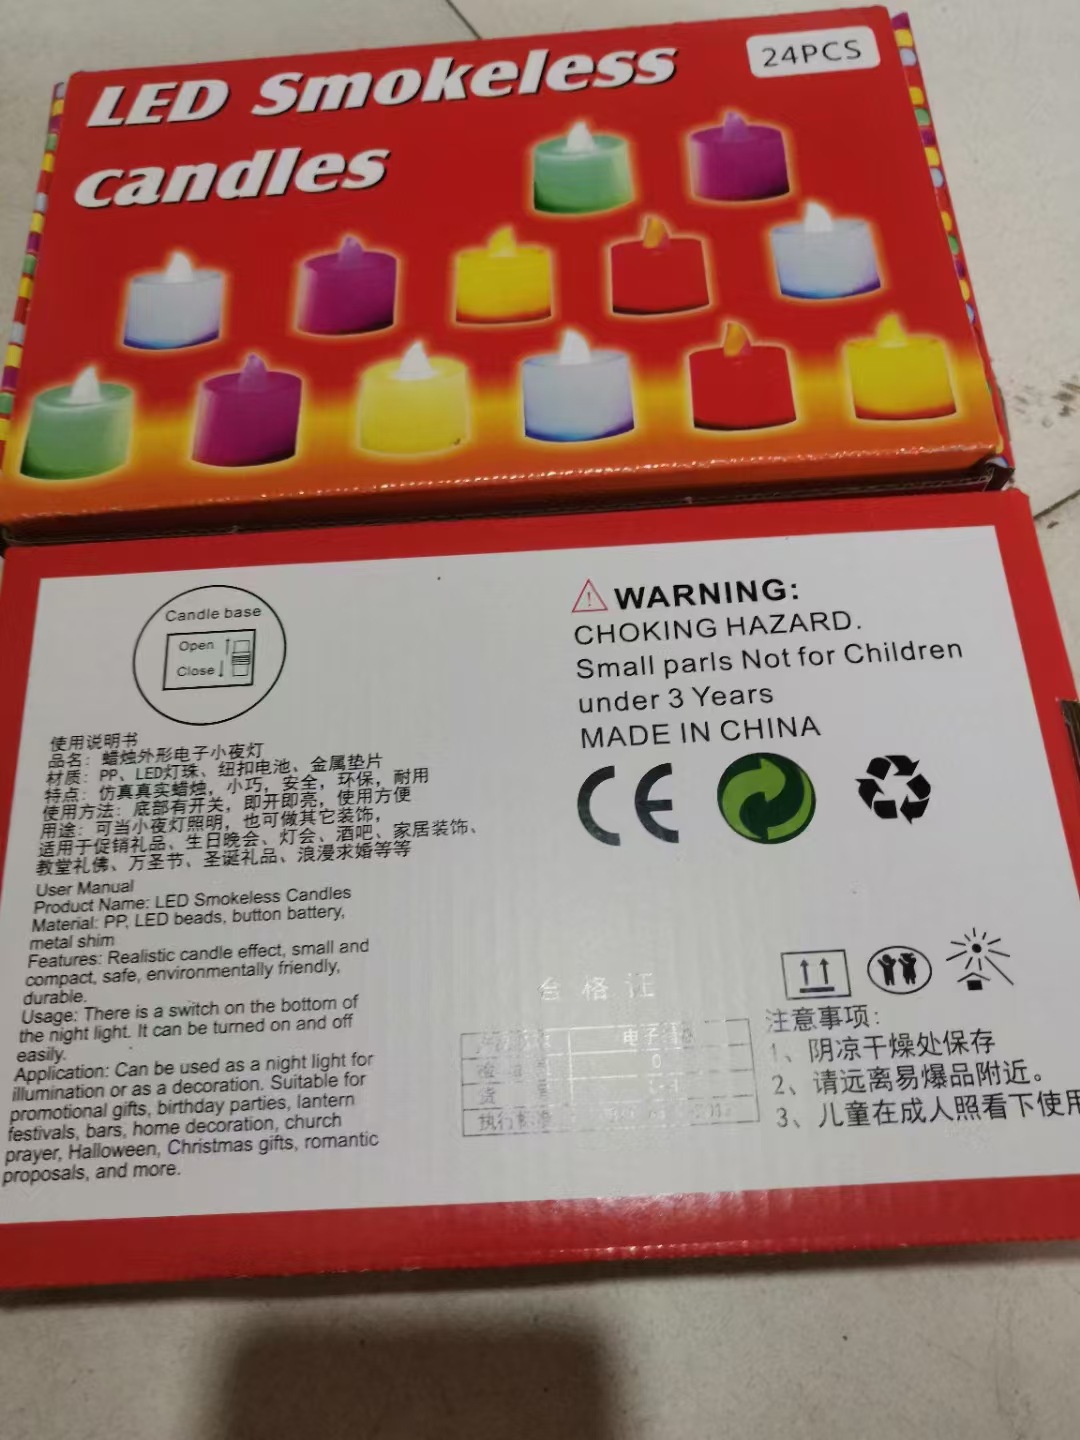 LED Smokeless
candles
24PCS
Candle base
Open
Close
使用说明书
品名：蜡烛外形电子小夜灯
材质：PP、LED灯珠、纽扣电池、金属垫片
特点：仿真真实蜡烛，小巧，安全，环保，耐用
使用方法：底部有开关，即开即亮，使用方便
用途：可当小夜灯照明，也可做其它装饰，
适用于促销礼品、生日晚会、灯会、酒吧、家居装饰、
教堂礼佛、万圣节、圣诞礼品、浪漫求婚等等
User Manual
Product Name: LED Smokeless Candles
Material: PP, LED beads, button battery,
metal shim
Features: Realistic candle effect, small and
compact, safe, environmentally friendly,
durable.
Usage: There is a switch on the bottom of
the night light. It can be turned on and off
easily.
Application: Can be used as a night light for
illumination or as a decoration. Suitable for
promotional gifts, birthday parties, lantern
festivals, bars, home decoration, church
prayer, Halloween, Christmas gifts, romantic
proposals, and more.
WARNING:
CHOKING HAZARD.
Small parls Not for Children
under 3 Years
MADE IN CHINA
CE
合格证
电子
执行标准
注意事项：
1、阴凉干燥处保存
2、请远离易爆品附近。
3、儿童在成人照看下使用